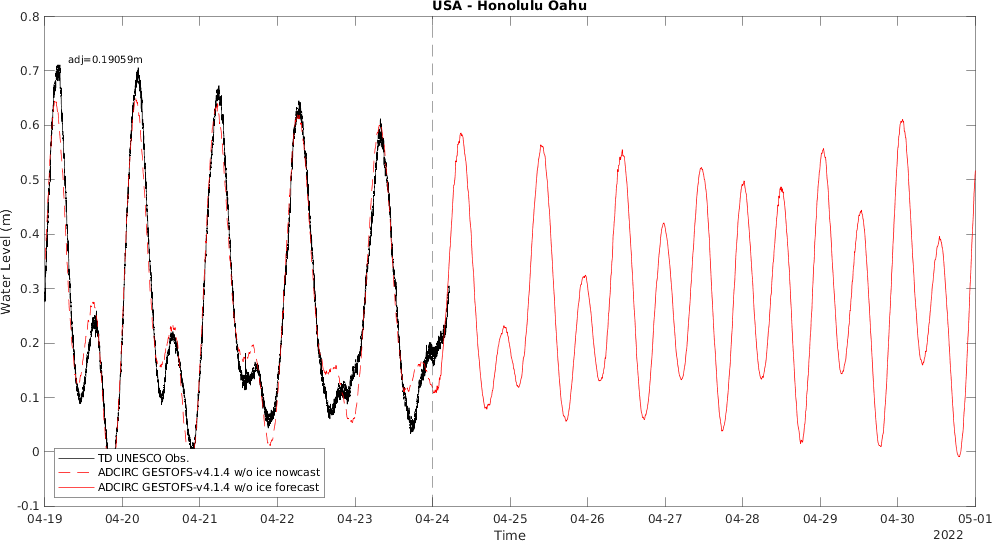 USA - Honolulu Oahu
adj=0.19059m
0.8
0.7
0.6
0.5
0.4
0.3
0.2
0.1
0
-0.1
Water Level (m)
TD UNESCO Obs.
ADCIRC GESTOFS-v4.1.4 w/o ice nowcast
ADCIRC GESTOFS-v4.1.4 w/o ice forecast
04-19 04-20 04-21 04-22 04-23 04-24 04-25 04-26 04-27 04-28 04-29 04-30 05-01
Time
2022